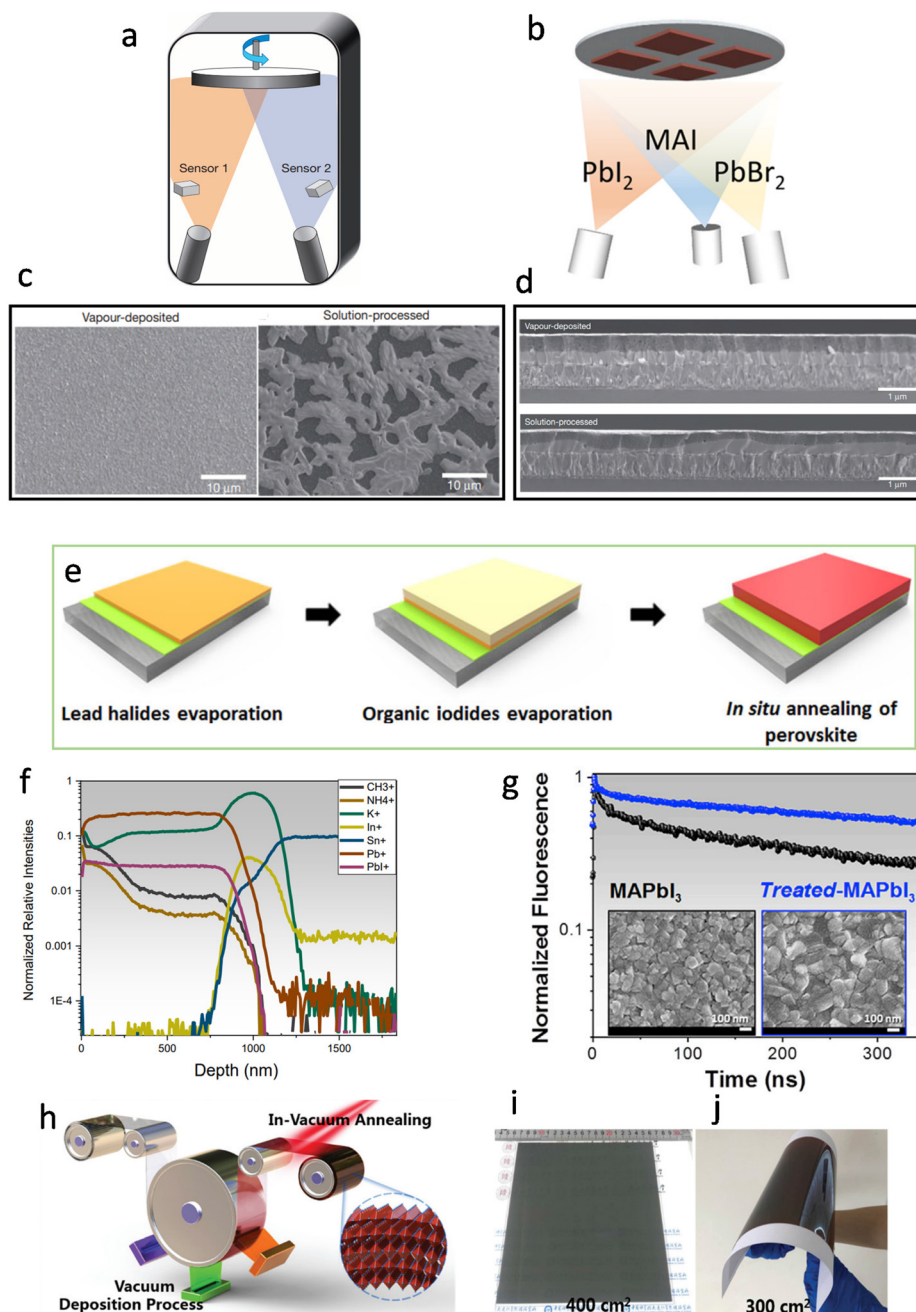 a
Sensor 1
Sensor 2
b
MAI
PbI2
PbBr2
c
Vapour-deposited
Solution-processed
10 µm
10 µm
d
Vapour-deposited
1 µm
Solution-processed
1 µm
e
Lead halides evaporation
Organic iodides evaporation
In situ annealing of
perovskite
f
Normalized Relative Intensities
1
0.1
0.01
0.001
1E-4
0
500
1000
1500
Depth (nm)
CH3+
NH4+
K+
In+
Sn+
Pb+
PbI+
g
Normalized Fluorescence
1
0.1
MAPbI3
Treated-MAPbI3
100 nm
100 nm
0
100
200
300
Time (ns)
h
In-Vacuum Annealing
Vacuum
Deposition Process
i
400 cm2
j
300 cm2